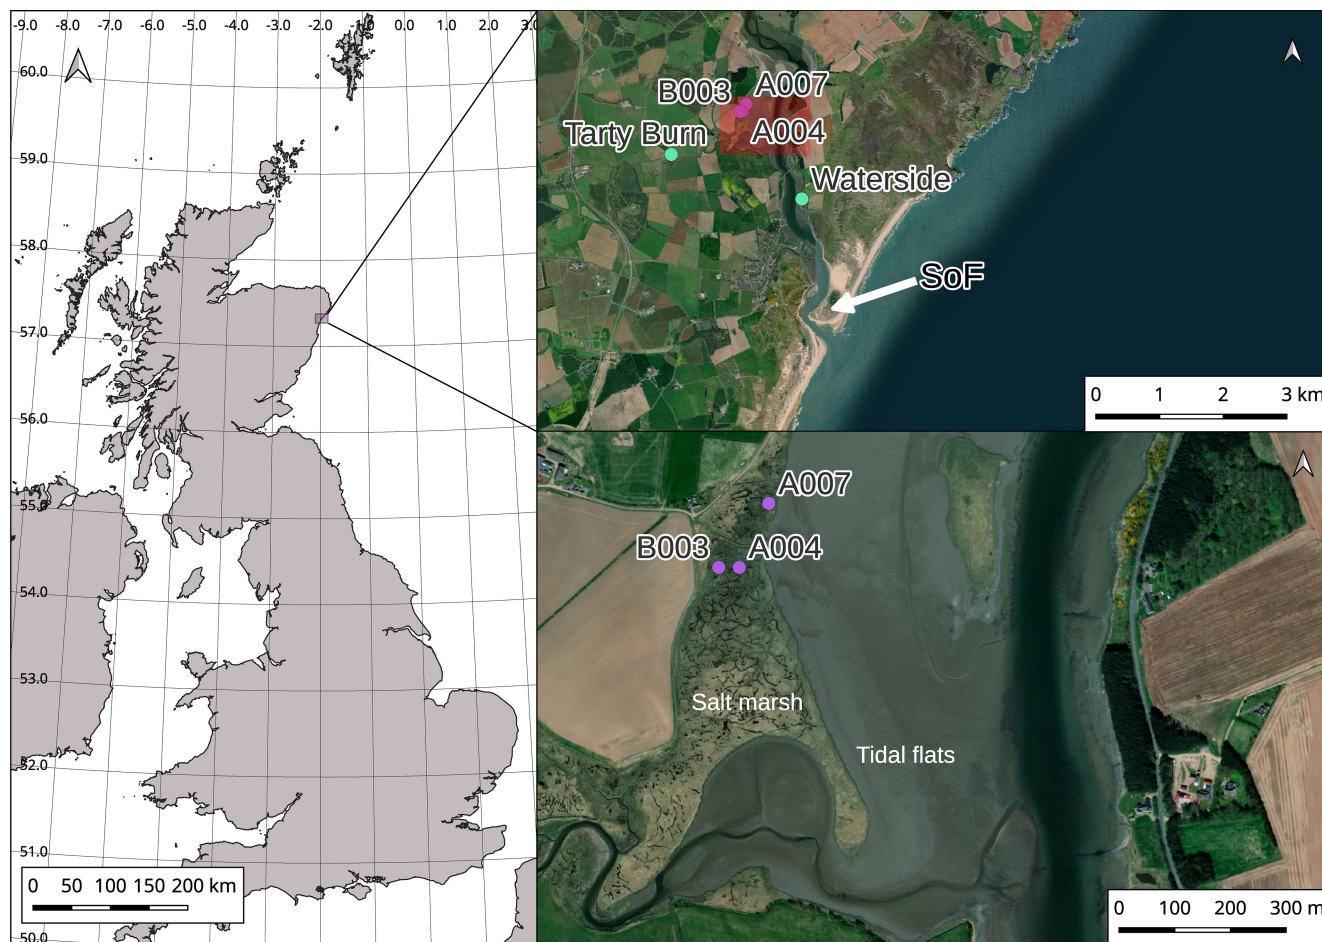 -9.0 -7.0 -6.0 -5.0 -4.0 -3.0 -2.0 -1.0 0.0 1.0 2.0 3.0
60.0
59.0
58.0
57.0
56.0
55.0
54.0
53.0
52.0
51.0
50.0
0 50 100 150 200 km
B003 A007
Tarty Burn A004
Waterside
SoF
0 1 2 3 km
A007
B003 A004
Salt marsh
Tidal flats
0 100 200 300 m